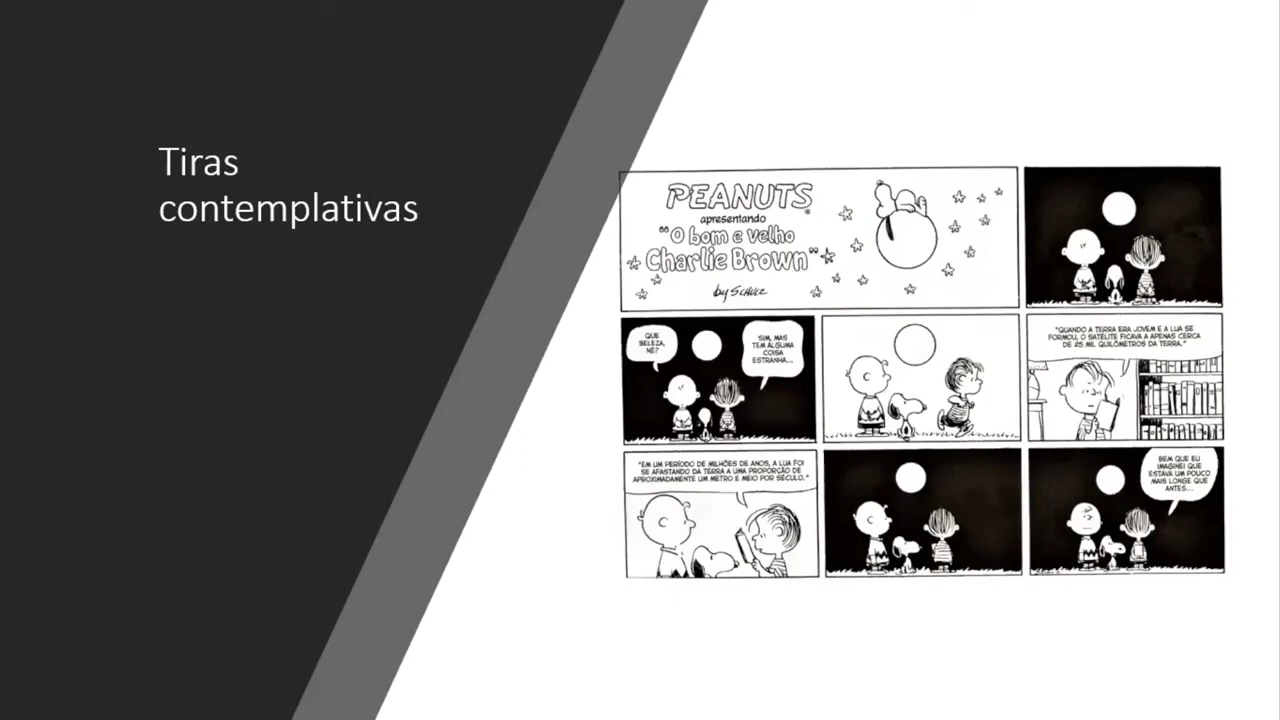 Tiras
contemplativas
PEANUTS
apresentando
"O bom e velho
Charlie Brown"
by SCHULZ
QUE
BELEZA,
NÉ?
SIM, MAS
TEM ALGUMA
COISA
ESTRANHA...
"QUANDO A TERRA ERA JOVEM E A LUA SE
FORMOU, O SATÉLITE FICAVA A APENAS CERCA
DE 25 MIL QUILÔMETROS DA TERRA."
"EM UM PERÍODO DE MILHÕES DE ANOS, A LUA FOI
SE AFASTANDO DA TERRA A UMA PROPORÇÃO DE
APROXIMADAMENTE UM METRO E MEIO POR SÉCULO."
BEM QUE EU
IMAGINEI QUE
ESTAVA UM POUCO
MAIS LONGE QUE
ANTES...